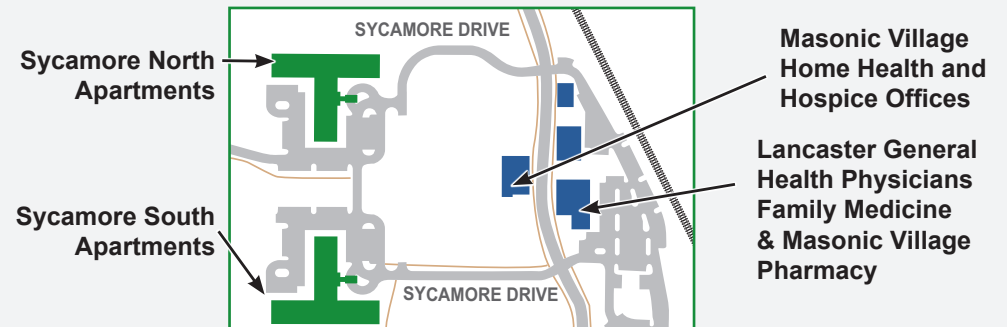 SYCAMORE DRIVE
Sycamore North
Apartments
Masonic Village
Home Health and
Hospice Offices
Lancaster General
Health Physicians
Family Medicine
& Masonic Village
Pharmacy
Sycamore South
Apartments
SYCAMORE DRIVE